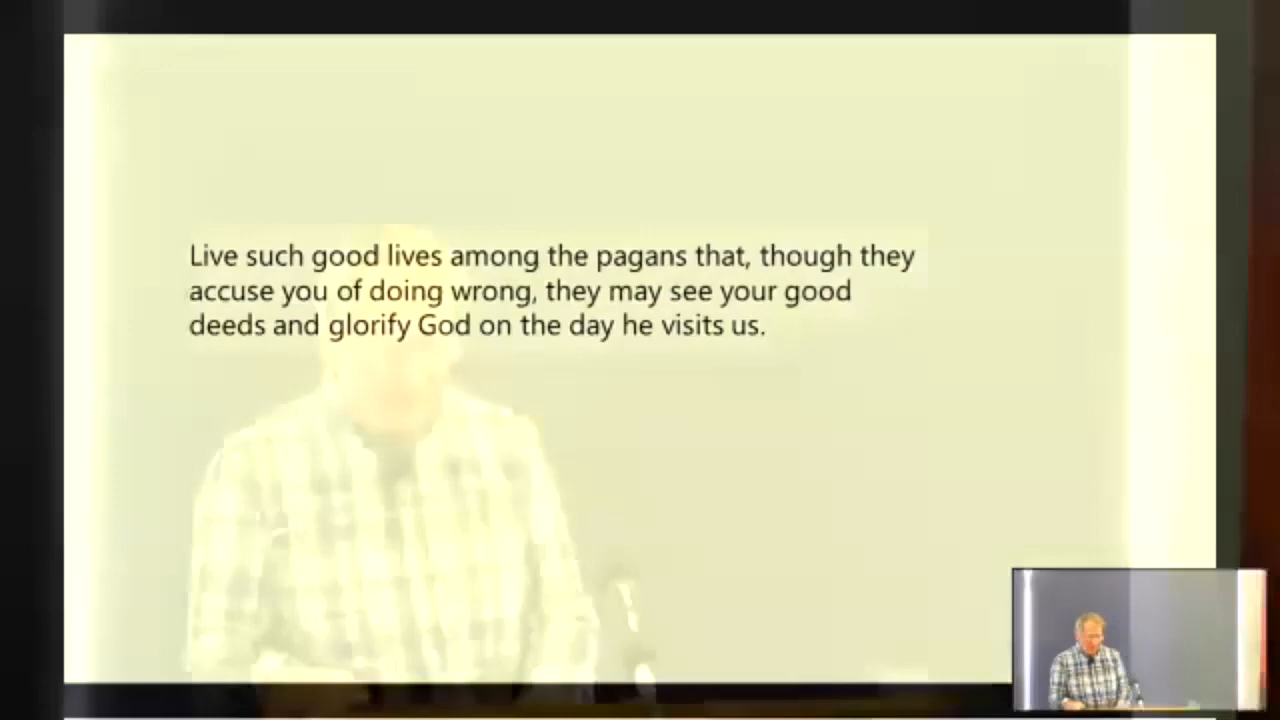 Live such good lives among the pagans that, though they
accuse you of doing wrong, they may see your good
deeds and glorify God on the day he visits us.